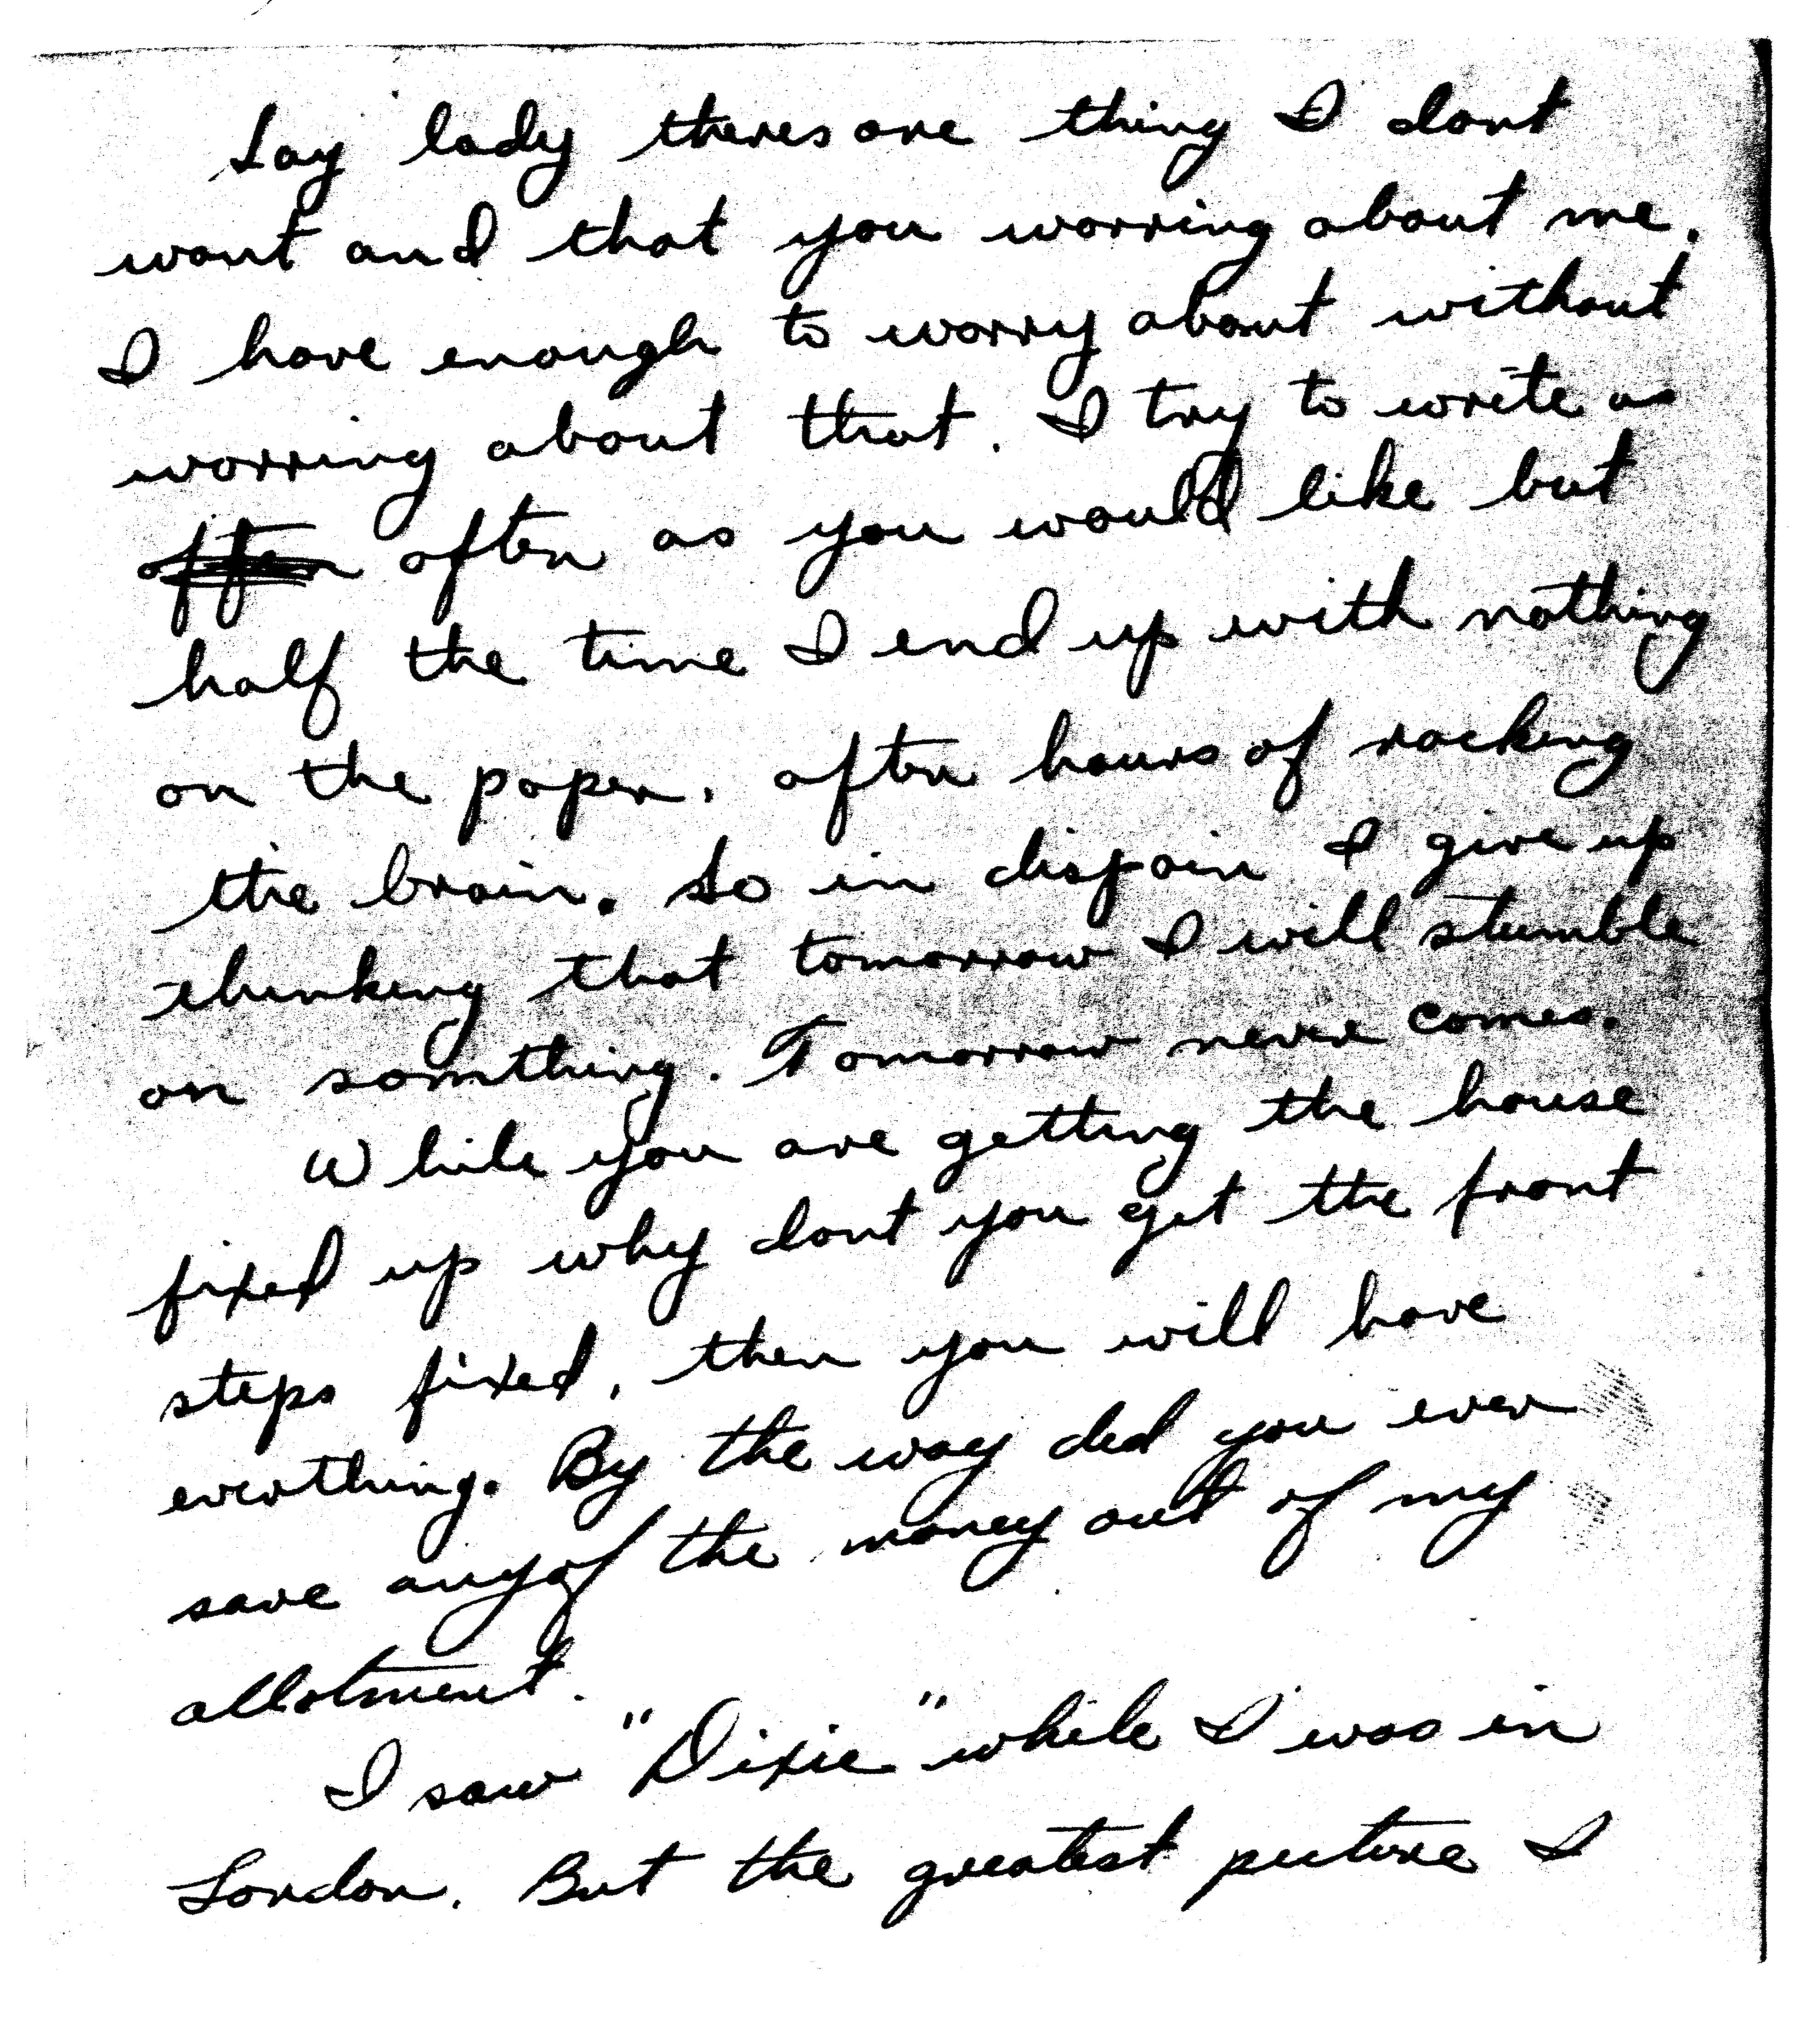 Say lady theres one thing I dont
want and that you worring about me.
I have enough to worry about without
worring about that. I try to write as
often often as you would like but
half the time I end up with nothing
on the paper. after hours of racking
the brain. So in dispair I give up
thinking that tomorrow I will stumble
on somthing. Tomorrow never comes.
While you are getting the house
fixed up why dont you get the front
steps fixed, then you will have
everthing. By the way did you ever
save any of the money out of my
allotment.
I saw "Dixie" while I was in
London. But the greatest picture I